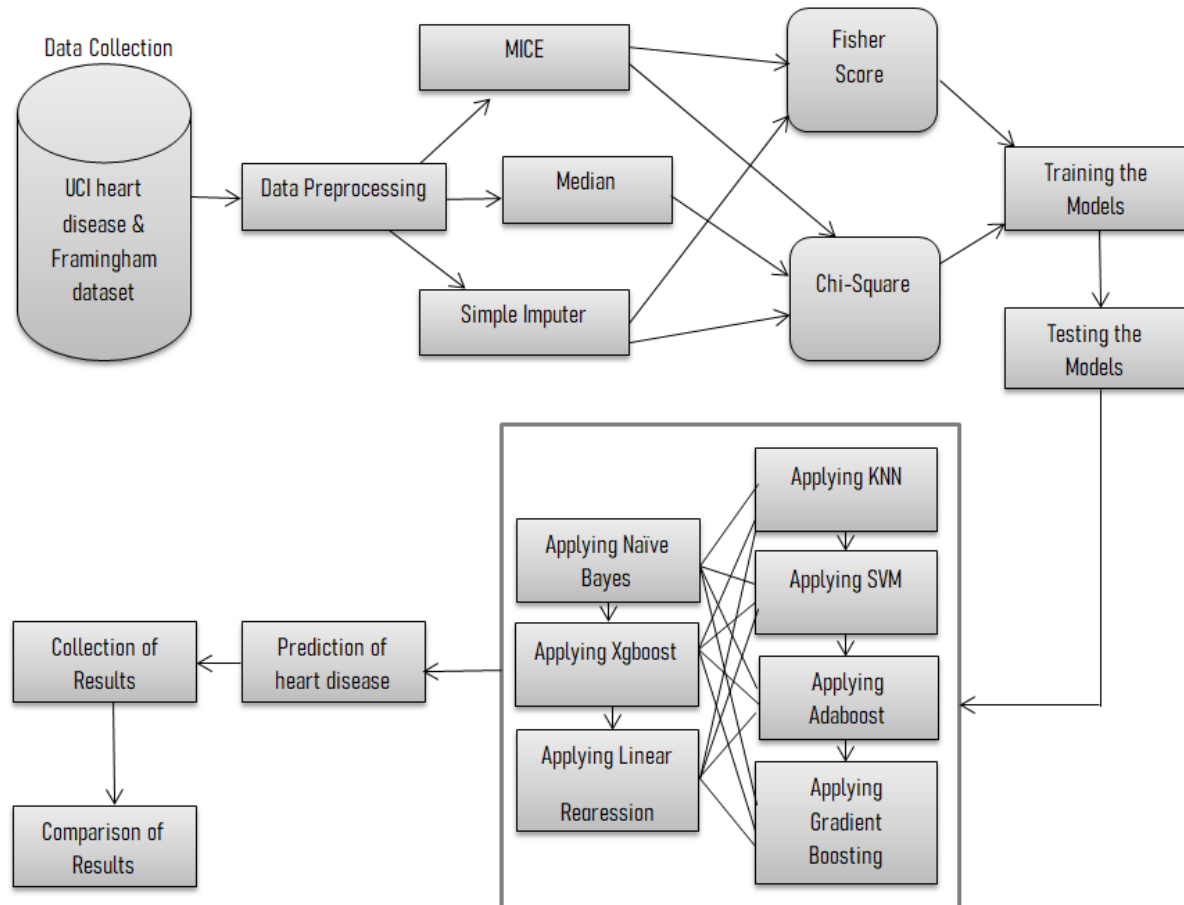 Data Collection
UCI heart
disease &
Framingham
dataset
Data Preprocessing
MICE
Median
Simple Imputer
Fisher
Score
Chi-Square
Training the
Models
Testing the
Models
Applying KNN
Applying SVM
Applying
Adaboost
Applying
Gradient
Boosting
Applying Naïve
Bayes
Applying Xgboost
Applying Linear
Regression
Prediction of
heart disease
Collection of
Results
Comparison of
Results